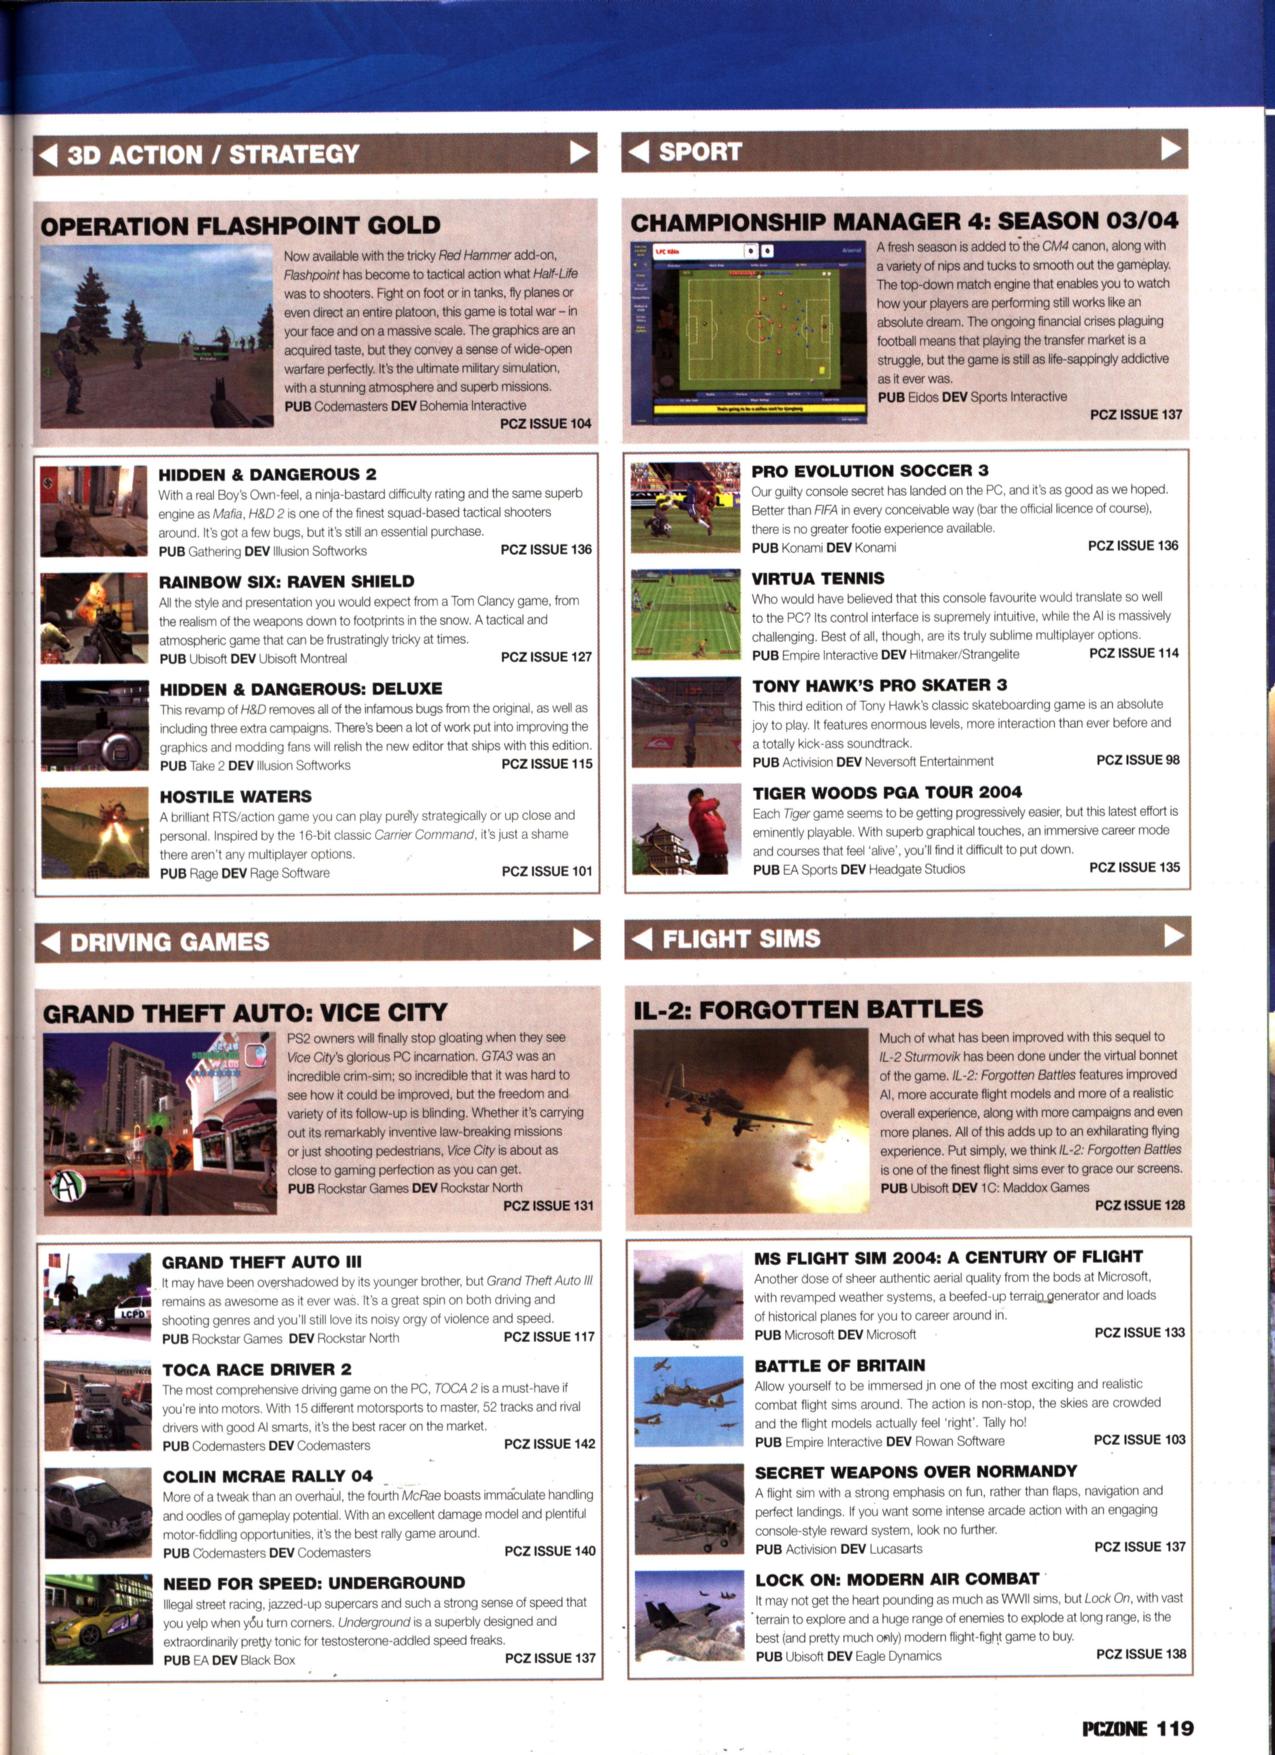 3D ACTION / STRATEGY
OPERATION FLASHPOINT GOLD
Now available with the tricky Red Hammer add-on,
Flashpoint has become to tactical action what Half-Life
was to shooters. Fight on foot or in tanks, fly planes or
even direct an entire platoon, this game is total war – in
your face and on a massive scale. The graphics are an
acquired taste, but they convey a sense of wide-open
warfare perfectly. It's the ultimate military simulation,
with a stunning atmosphere and superb missions.
PUB Codemasters DEV Bohemia Interactive
PCZ ISSUE 104
HIDDEN & DANGEROUS 2
With a real Boy's Own-feel, a ninja-bastard difficulty rating and the same superb
engine as Mafia, H&D 2 is one of the finest squad-based tactical shooters
around. It's got a few bugs, but it's still an essential purchase.
PUB Gathering DEV Illusion Softworks PCZ ISSUE 136
RAINBOW SIX: RAVEN SHIELD
All the style and presentation you would expect from a Tom Clancy game, from
the realism of the weapons down to footprints in the snow. A tactical and
atmospheric game that can be frustratingly tricky at times.
PUB Ubisoft DEV Ubisoft Montreal PCZ ISSUE 127
HIDDEN & DANGEROUS: DELUXE
This revamp of H&D removes all of the infamous bugs from the original, as well as
including three extra campaigns. There's been a lot of work put into improving the
graphics and modding fans will relish the new editor that ships with this edition.
PUB Take 2 DEV Illusion Softworks PCZ ISSUE 115
HOSTILE WATERS
A brilliant RTS/action game you can play purely strategically or up close and
personal. Inspired by the 16-bit classic Carrier Command, it's just a shame
there aren't any multiplayer options.
PUB Rage DEV Rage Software PCZ ISSUE 101
SPORT
CHAMPIONSHIP MANAGER 4: SEASON 03/04
A fresh season is added to the CM4 canon, along with
a variety of nips and tucks to smooth out the gameplay.
The top-down match engine that enables you to watch
how your players are performing still works like an
absolute dream. The ongoing financial crises plaguing
football means that playing the transfer market is a
struggle, but the game is still as life-sappingly addictive
as it ever was.
PUB Eidos DEV Sports Interactive
PCZ ISSUE 137
PRO EVOLUTION SOCCER 3
Our guilty console secret has landed on the PC, and it's as good as we hoped.
Better than FIFA in every conceivable way (bar the official licence of course),
there is no greater footie experience available.
PUB Konami DEV Konami PCZ ISSUE 136
VIRTUA TENNIS
Who would have believed that this console favourite would translate so well
to the PC? Its control interface is supremely intuitive, while the AI is massively
challenging. Best of all, though, are its truly sublime multiplayer options.
PUB Empire Interactive DEV Hitmaker/Strangelite PCZ ISSUE 114
TONY HAWK'S PRO SKATER 3
This third edition of Tony Hawk's classic skateboarding game is an absolute
joy to play. It features enormous levels, more interaction than ever before and
a totally kick-ass soundtrack.
PUB Activision DEV Neversoft Entertainment PCZ ISSUE 98
TIGER WOODS PGA TOUR 2004
Each Tiger game seems to be getting progressively easier, but this latest effort is
eminently playable. With superb graphical touches, an immersive career mode
and courses that feel 'alive', you'll find it difficult to put down.
PUB EA Sports DEV Headgate Studios PCZ ISSUE 135
DRIVING GAMES
GRAND THEFT AUTO: VICE CITY
PS2 owners will finally stop gloating when they see
Vice City's glorious PC incarnation. GTA3 was an
incredible crim-sim; so incredible that it was hard to
see how it could be improved, but the freedom and
variety of its follow-up is blinding. Whether it's carrying
out its remarkably inventive law-breaking missions
or just shooting pedestrians, Vice City is about as
close to gaming perfection as you can get.
PUB Rockstar Games DEV Rockstar North
PCZ ISSUE 131
GRAND THEFT AUTO III
It may have been overshadowed by its younger brother, but Grand Theft Auto III
remains as awesome as it ever was. It's a great spin on both driving and
shooting genres and you'll still love its noisy orgy of violence and speed.
PUB Rockstar Games DEV Rockstar North PCZ ISSUE 117
LCPD
TOCA RACE DRIVER 2
The most comprehensive driving game on the PC, TOCA 2 is a must-have if
you're into motors. With 15 different motorsports to master, 52 tracks and rival
drivers with good AI smarts, it's the best racer on the market.
PUB Codemasters DEV Codemasters PCZ ISSUE 142
COLIN MCRAE RALLY 04
More of a tweak than an overhaul, the fourth McRae boasts immaculate handling
and oodles of gameplay potential. With an excellent damage model and plentiful
motor-fiddling opportunities, it's the best rally game around.
PUB Codemasters DEV Codemasters PCZ ISSUE 140
NEED FOR SPEED: UNDERGROUND
Illegal street racing, jazzed-up supercars and such a strong sense of speed that
you yelp when you turn corners. Underground is a superbly designed and
extraordinarily pretty tonic for testosterone-addled speed freaks.
PUB EA DEV Black Box PCZ ISSUE 137
FLIGHT SIMS
IL-2: FORGOTTEN BATTLES
Much of what has been improved with this sequel to
IL-2 Sturmovik has been done under the virtual bonnet
of the game. IL-2: Forgotten Battles features improved
AI, more accurate flight models and more of a realistic
overall experience, along with more campaigns and even
more planes. All of this adds up to an exhilarating flying
experience. Put simply, we think IL-2: Forgotten Battles
is one of the finest flight sims ever to grace our screens.
PUB Ubisoft DEV 1C: Maddox Games
PCZ ISSUE 128
MS FLIGHT SIM 2004: A CENTURY OF FLIGHT
Another dose of sheer authentic aerial quality from the bods at Microsoft,
with revamped weather systems, a beefed-up terrain generator and loads
of historical planes for you to career around in.
PUB Microsoft DEV Microsoft PCZ ISSUE 133
BATTLE OF BRITAIN
Allow yourself to be immersed in one of the most exciting and realistic
combat flight sims around. The action is non-stop, the skies are crowded
and the flight models actually feel 'right'. Tally ho!
PUB Empire Interactive DEV Rowan Software PCZ ISSUE 103
SECRET WEAPONS OVER NORMANDY
A flight sim with a strong emphasis on fun, rather than flaps, navigation and
perfect landings. If you want some intense arcade action with an engaging
console-style reward system, look no further.
PUB Activision DEV Lucasarts PCZ ISSUE 137
LOCK ON: MODERN AIR COMBAT
It may not get the heart pounding as much as WWII sims, but Lock On, with vast
terrain to explore and a huge range of enemies to explode at long range, is the
best (and pretty much only) modern flight-fight game to buy.
PUB Ubisoft DEV Eagle Dynamics PCZ ISSUE 138
PCZONE 119